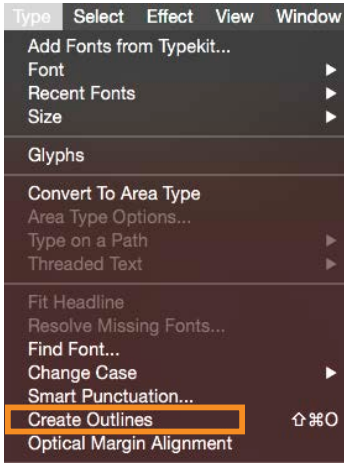 Type Select Effect View Window
Add Fonts from Typekit...
Font
Recent Fonts
Size
Glyphs
Convert To Area Type
Area Type Options...
Type on a Path
Threaded Text
Fit Headline
Resolve Missing Fonts...
Find Font...
Change Case
Smart Punctuation...
Create Outlines ⇧⌘O
Optical Margin Alignment